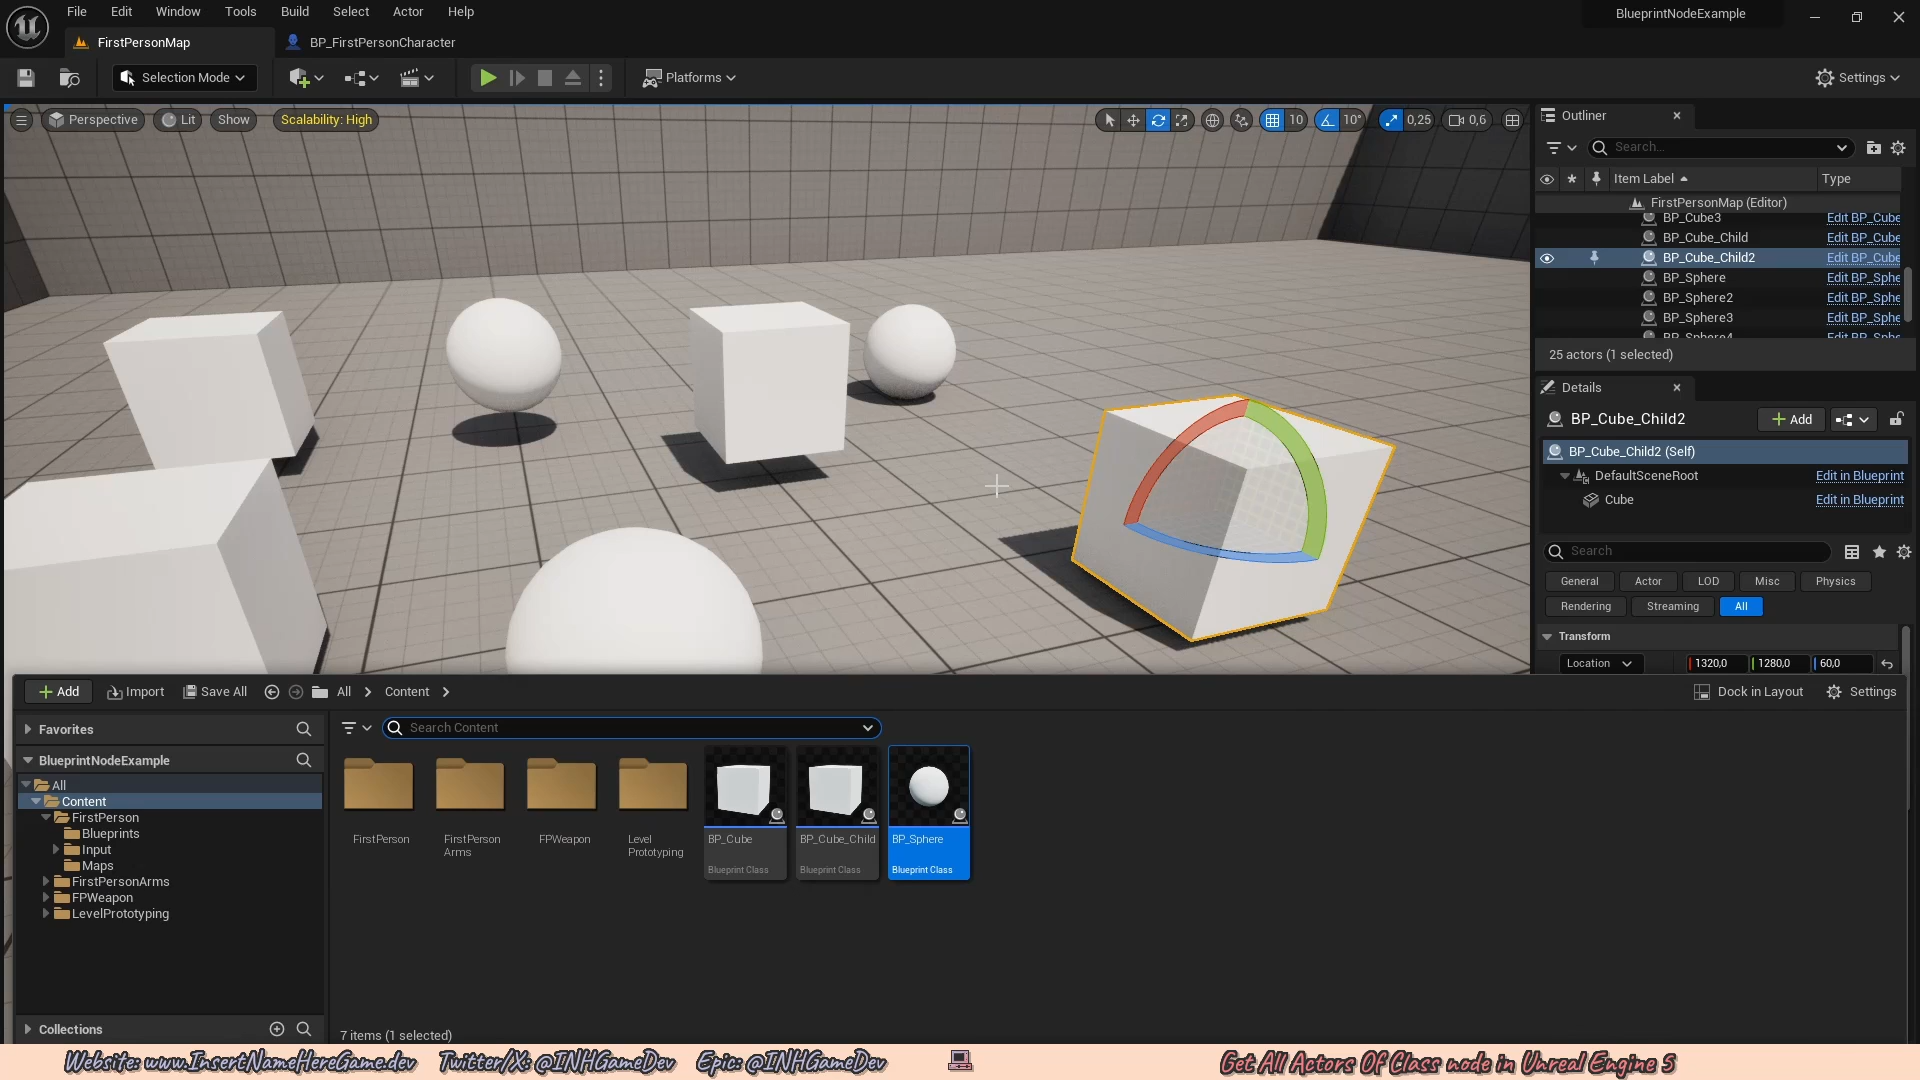 File Edit Window Tools Build Select Actor Help
BlueprintNodeExample
FirstPersonMap BP_FirstPersonCharacter
Selection Mode Platforms Settings
Perspective Lit Show Scalability: High 10 10° 0,25 0,6
Outliner
Search...
Item Label Type
FirstPersonMap (Editor)
BP_Cube3 Edit BP_Cube
BP_Cube_Child Edit BP_Cube
BP_Cube_Child2 Edit BP_Cube
BP_Sphere Edit BP_Sphe
BP_Sphere2 Edit BP_Sphe
BP_Sphere3 Edit BP_Sphe
BP_Sphere4 Edit BP_Sphe
25 actors (1 selected)
Details
BP_Cube_Child2 Add
BP_Cube_Child2 (Self)
DefaultSceneRoot Edit in Blueprint
Cube Edit in Blueprint
Search
General Actor LOD Misc Physics
Rendering Streaming All
Transform
Location 1320,0 1280,0 60,0
Add Import Save All All Content Dock in Layout Settings
Favorites
Search Content
BlueprintNodeExample
All
Content
FirstPerson
Blueprints
Input
Maps
FirstPersonArms
FPWeapon
LevelPrototyping
Collections
FirstPerson
FirstPerson
Arms
FPWeapon
Level
Prototyping
BP_Cube
Blueprint Class
BP_Cube_Child
Blueprint Class
BP_Sphere
Blueprint Class
7 items (1 selected)
Website: www.InsertNameHereGame.dev Twitter/X: @INHGameDev Epic: @INHGameDev Get All Actors Of Class node in Unreal Engine 5